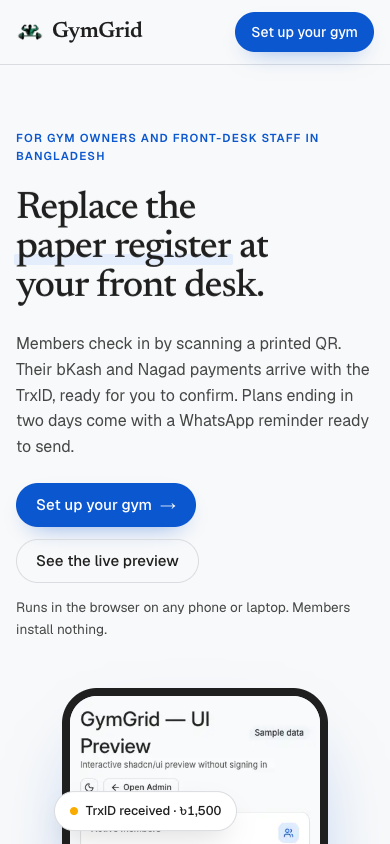 GymGrid
Set up your gym
FOR GYM OWNERS AND FRONT-DESK STAFF IN
BANGLADESH
Replace the
paper register at
your front desk.
Members check in by scanning a printed QR.
Their bKash and Nagad payments arrive with the
TrxID, ready for you to confirm. Plans ending in
two days come with a WhatsApp reminder ready
to send.
Set up your gym →
See the live preview
Runs in the browser on any phone or laptop. Members
install nothing.
GymGrid — UI
Preview
Sample data
Interactive shadcn/ui preview without signing in
← Open Admin
TrxID received · ৳1,500
Active members